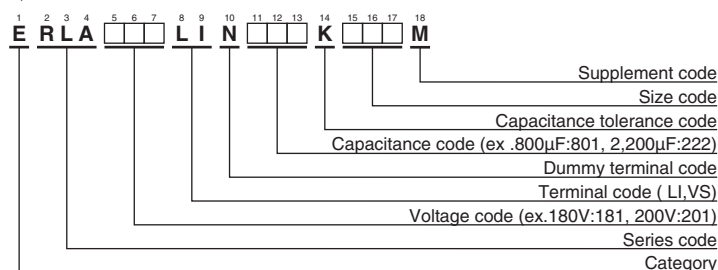 1 2 3 4 5 6 7 8 9 10 11 12 13 14 15 16 17 18
E R L A □□□ L I N □□□ K □□□ M
Supplement code
Size code
Capacitance tolerance code
Capacitance code (ex .800µF:801, 2,200µF:222)
Dummy terminal code
Terminal code ( LI,VS)
Voltage code (ex.180V:181, 200V:201)
Series code
Category